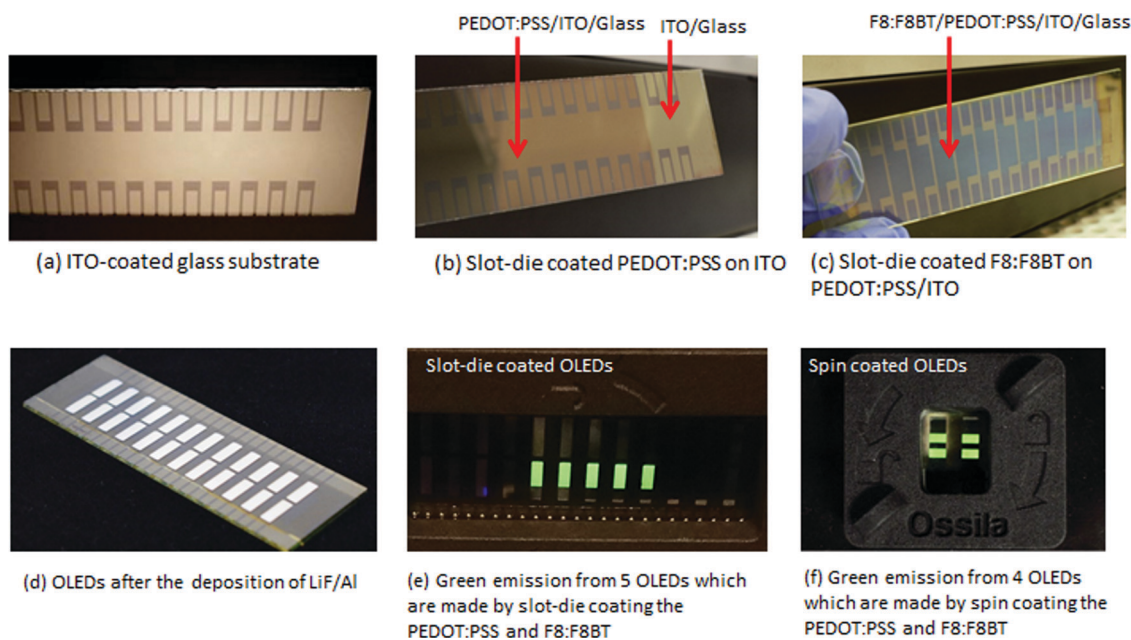 PEDOT:PSS/ITO/Glass
ITO/Glass
F8:F8BT/PEDOT:PSS/ITO/Glass
(a) ITO-coated glass substrate
(b) Slot-die coated PEDOT:PSS on ITO
(c) Slot-die coated F8:F8BT on
PEDOT:PSS/ITO
Slot-die coated OLEDs
Spin coated OLEDs
Ossila
(d) OLEDs after the deposition of LiF/Al
(e) Green emission from 5 OLEDs which
are made by slot-die coating the
PEDOT:PSS and F8:F8BT
(f) Green emission from 4 OLEDs
which are made by spin coating the
PEDOT:PSS and F8:F8BT